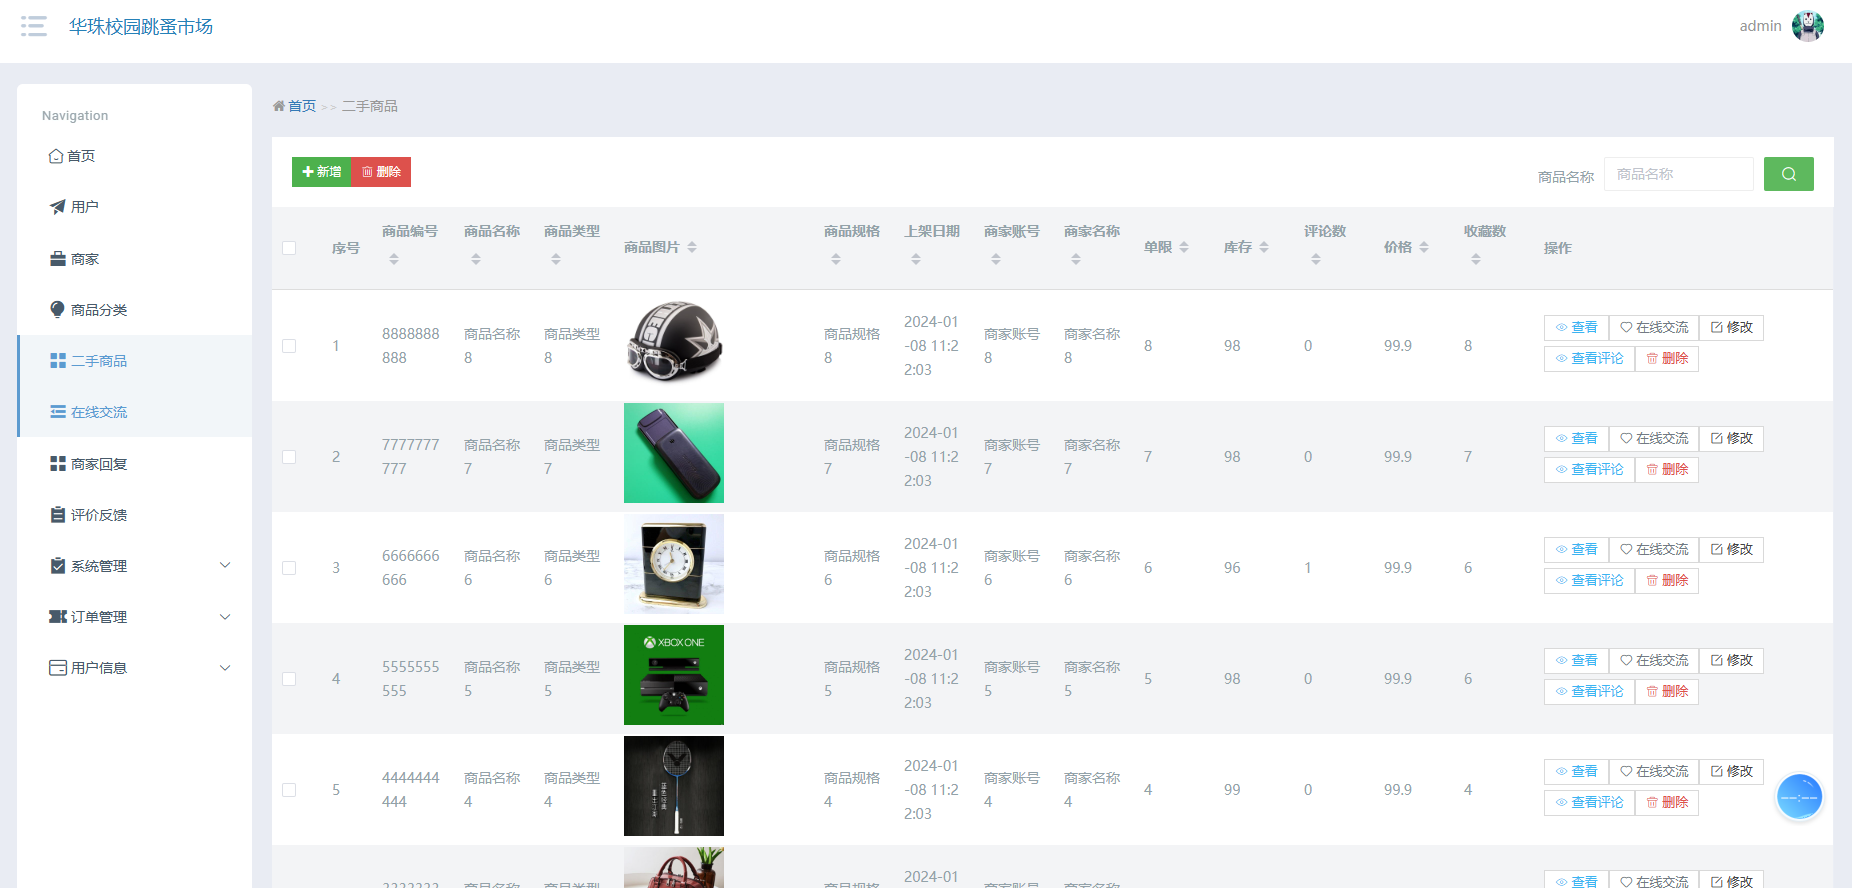 华珠校园跳蚤市场
admin
Navigation
首页
用户
商家
商品分类
二手商品
在线交流
商家回复
评价反馈
系统管理
订单管理
用户信息
首页 >> 二手商品
新增 删除
商品名称 商品名称
序号 商品编号 商品名称 商品类型 商品图片 商品规格 上架日期 商家账号 商家名称 单限 库存 评论数 价格 收藏数 操作
1 8888888888 商品名称8 商品类型8 商品规格8 2024-01-08 11:22:03 商家账号8 商家名称8 8 98 0 99.9 8 查看 在线交流 修改
查看评论 删除
2 7777777777 商品名称7 商品类型7 商品规格7 2024-01-08 11:22:03 商家账号7 商家名称7 7 98 0 99.9 7 查看 在线交流 修改
查看评论 删除
3 6666666666 商品名称6 商品类型6 商品规格6 2024-01-08 11:22:03 商家账号6 商家名称6 6 96 1 99.9 6 查看 在线交流 修改
查看评论 删除
4 5555555555 商品名称5 商品类型5 XBOX ONE 商品规格5 2024-01-08 11:22:03 商家账号5 商家名称5 5 98 0 99.9 6 查看 在线交流 修改
查看评论 删除
5 4444444444 商品名称4 商品类型4 商品规格4 2024-01-08 11:22:03 商家账号4 商家名称4 4 99 0 99.9 4 查看 在线交流 修改
查看评论 删除
2024-01
查看 在线交流 修改